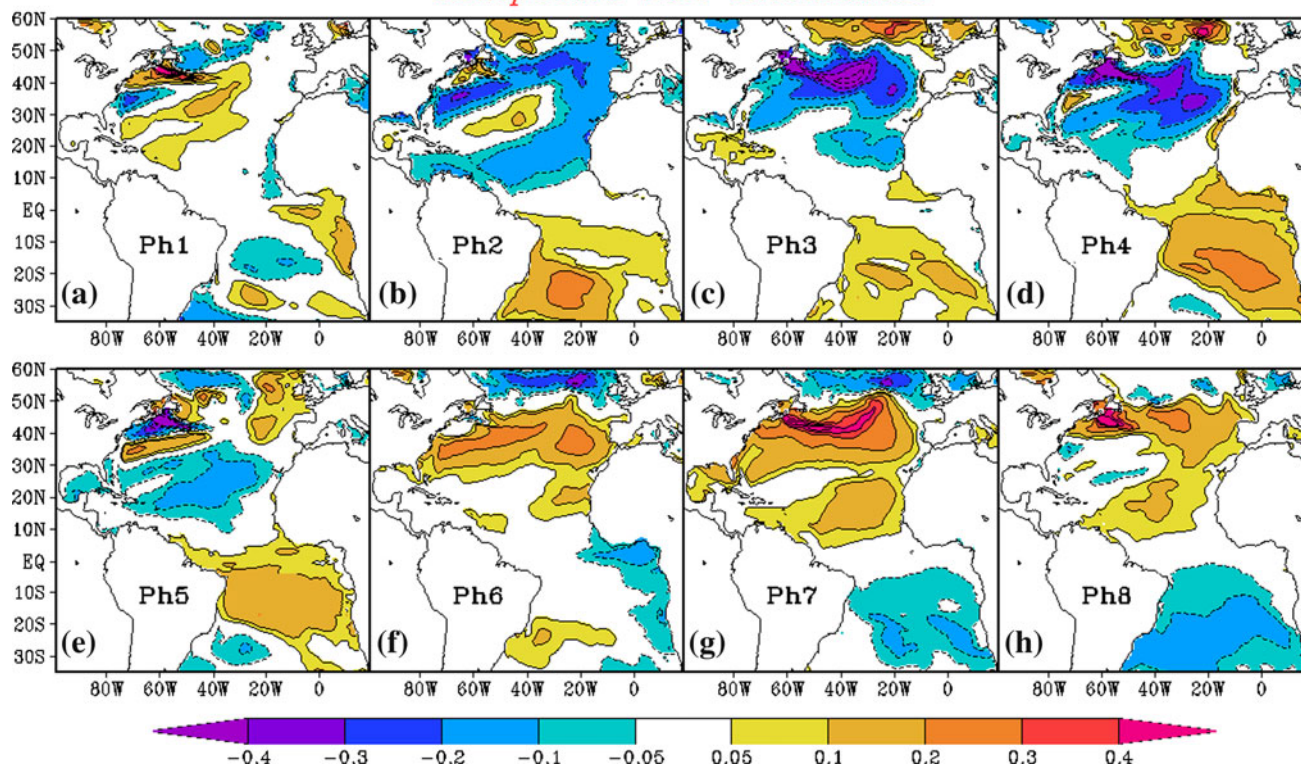 60N
50N
40N
30N
20N
10N
EQ
10S
20S
30S
Ph1
Ph2
Ph3
Ph4
(a)
(b)
(c)
(d)
80W 60W 40W 20W 0
80W 60W 40W 20W 0
80W 60W 40W 20W 0
80W 60W 40W 20W 0
60N
50N
40N
30N
20N
10N
EQ
10S
20S
30S
Ph5
Ph6
Ph7
Ph8
(e)
(f)
(g)
(h)
80W 60W 40W 20W 0
80W 60W 40W 20W 0
80W 60W 40W 20W 0
80W 60W 40W 20W 0
-0.4 -0.3 -0.2 -0.1 -0.05 0.05 0.1 0.2 0.3 0.4